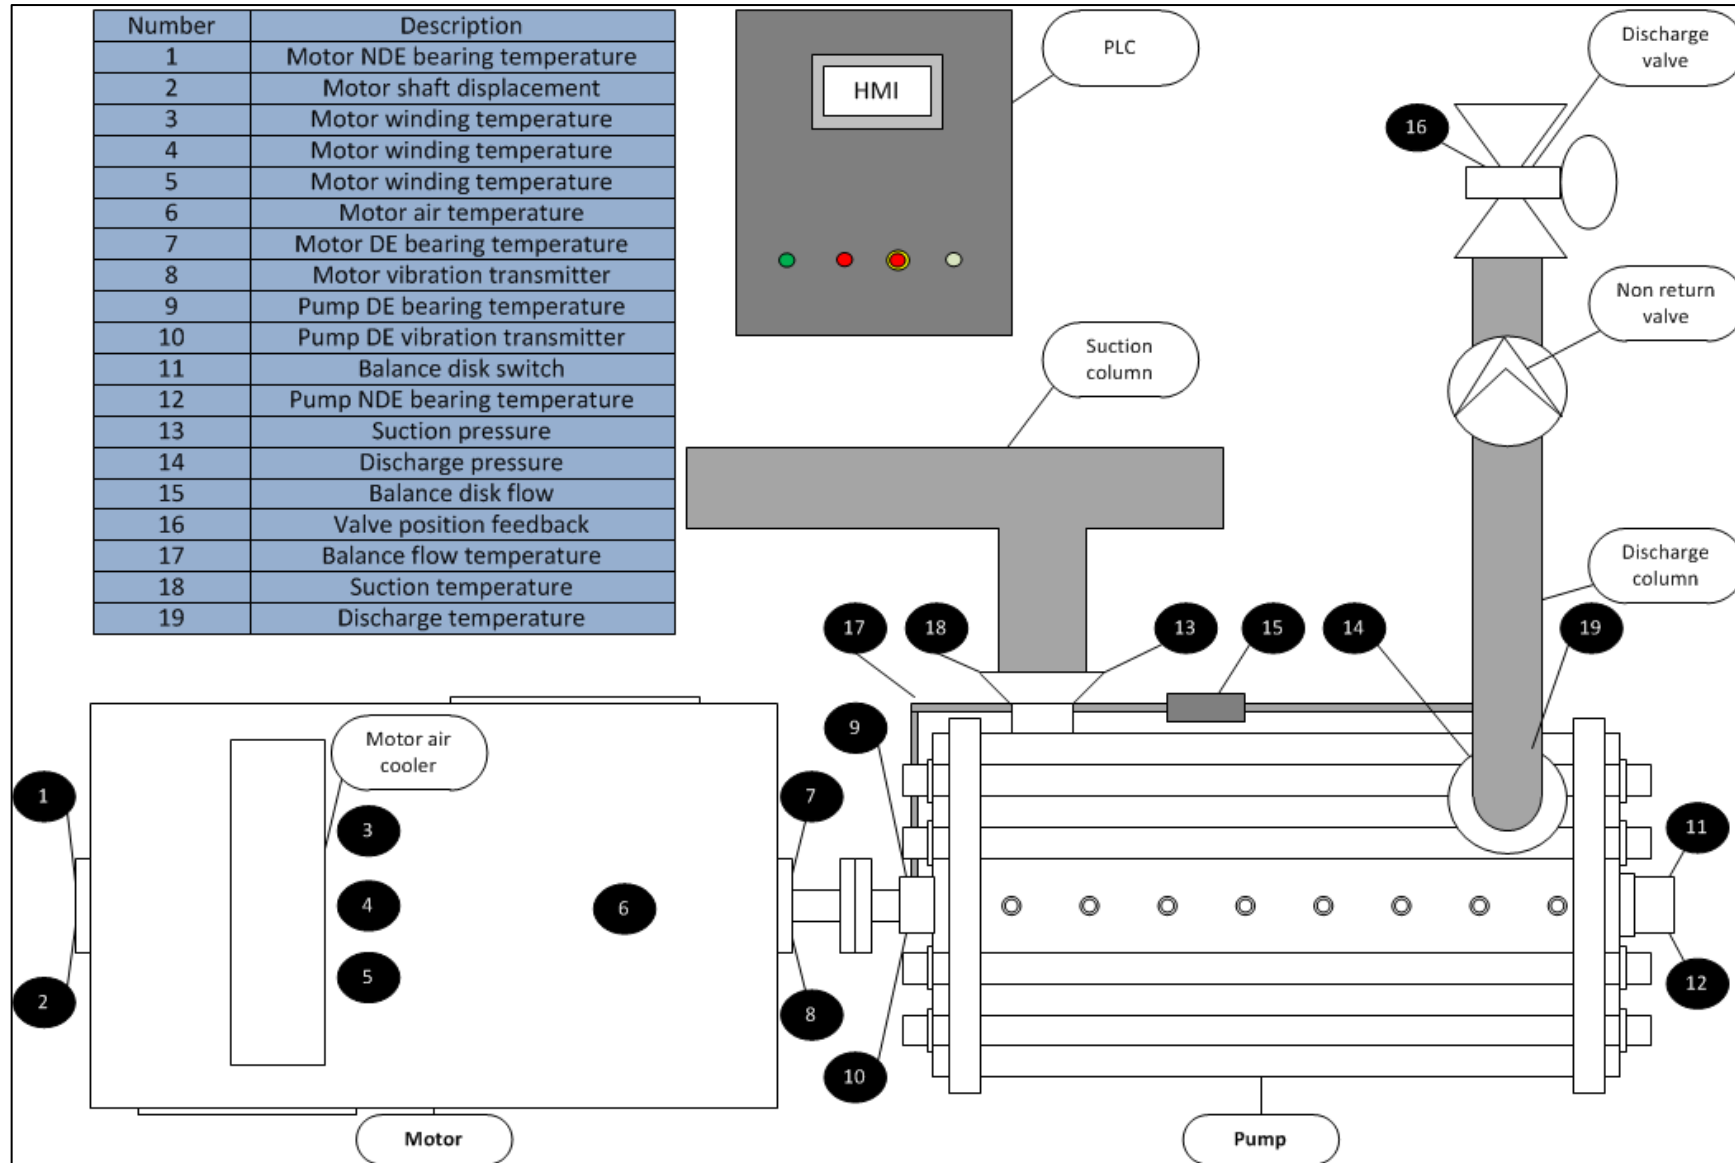 Number Description
1 Motor NDE bearing temperature
2 Motor shaft displacement
3 Motor winding temperature
4 Motor winding temperature
5 Motor winding temperature
6 Motor air temperature
7 Motor DE bearing temperature
8 Motor vibration transmitter
9 Pump DE bearing temperature
10 Pump DE vibration transmitter
11 Balance disk switch
12 Pump NDE bearing temperature
13 Suction pressure
14 Discharge pressure
15 Balance disk flow
16 Valve position feedback
17 Balance flow temperature
18 Suction temperature
19 Discharge temperature
HMI
PLC
Discharge
valve
16
Non return
valve
Suction
column
Discharge
column
17
18
13
15
14
19
Motor air
cooler
9
1
3
7
11
4
6
5
2
8
12
10
Motor
Pump